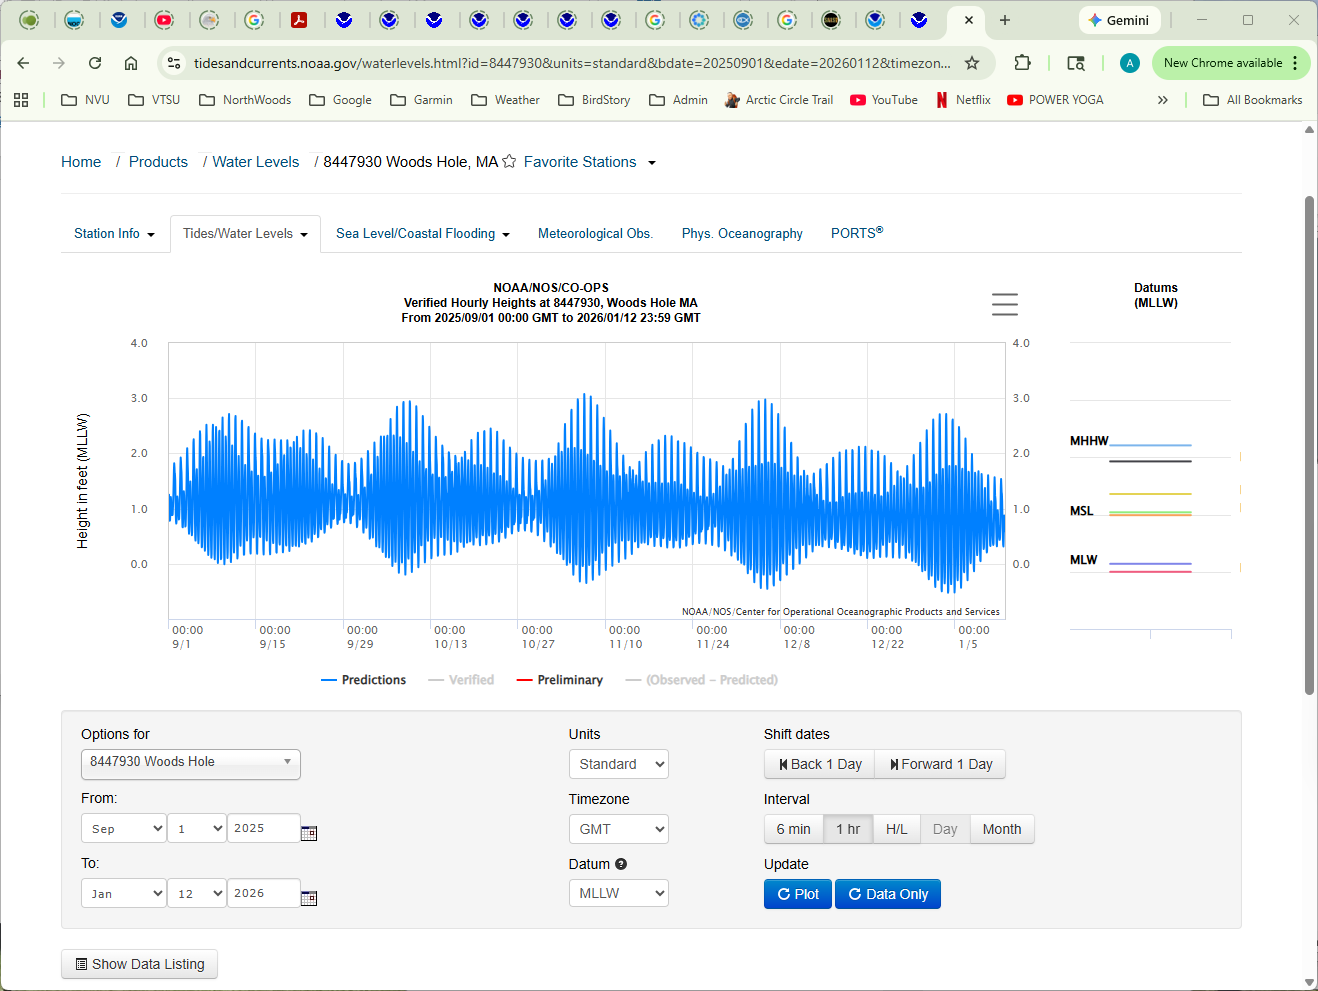 Gemini
tidesandcurrents.noaa.gov/waterlevels.html?id=8447930&units=standard&bdate=20250901&edate=20260112&timezon...
A
New Chrome available
NVU
VTSU
NorthWoods
Google
Garmin
Weather
BirdStory
Admin
Arctic Circle Trail
YouTube
Netflix
POWER YOGA
»
All Bookmarks
Home / Products / Water Levels / 8447930 Woods Hole, MA Favorite Stations
Station Info
Tides/Water Levels
Sea Level/Coastal Flooding
Meteorological Obs.
Phys. Oceanography
PORTS®
NOAA/NOS/CO-OPS
Verified Hourly Heights at 8447930, Woods Hole MA
From 2025/09/01 00:00 GMT to 2026/01/12 23:59 GMT
Datums
(MLLW)
Height in feet (MLLW)
4.0
3.0
2.0
1.0
0.0
4.0
3.0
2.0
1.0
0.0
MHHW
MSL
MLW
NOAA/NOS/Center for Operational Oceanographic Products and Services
00:00 00:00 00:00 00:00 00:00 00:00 00:00 00:00 00:00 00:00
9/1 9/15 9/29 10/13 10/27 11/10 11/24 12/8 12/22 1/5
Predictions Verified Preliminary (Observed - Predicted)
Options for
8447930 Woods Hole
From:
Sep 1 2025
To:
Jan 12 2026
Units
Standard
Timezone
GMT
Datum ?
MLLW
Shift dates
Back 1 Day Forward 1 Day
Interval
6 min 1 hr H/L Day Month
Update
Plot Data Only
Show Data Listing